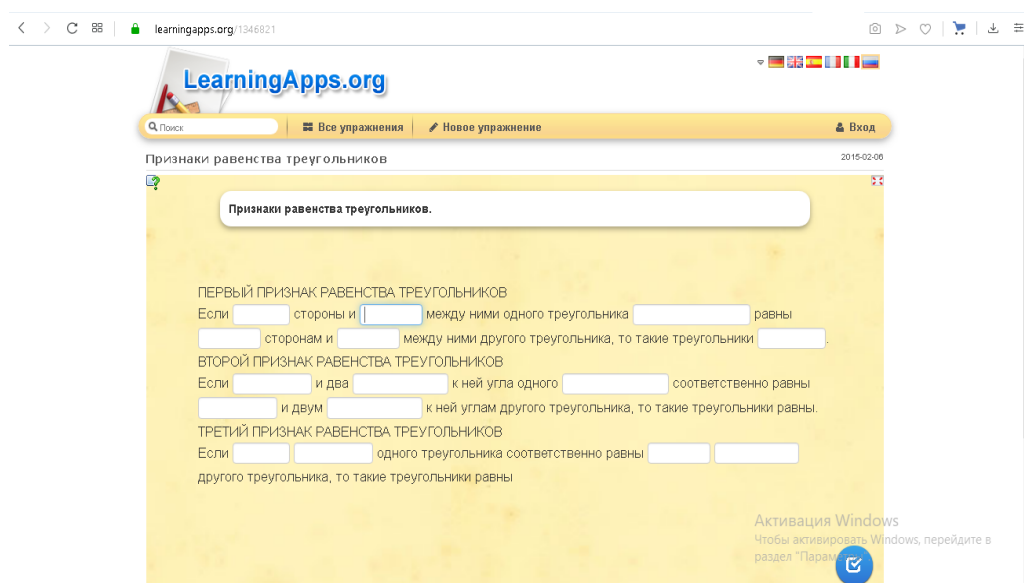 learningapps.org/1346821
LearningApps.org
Поиск Все упражнения Новое упражнение Вход
Признаки равенства треугольников 2015-02-06
Признаки равенства треугольников.
ПЕРВЫЙ ПРИЗНАК РАВЕНСТВА ТРЕУГОЛЬНИКОВ
Если стороны и между ними одного треугольника равны
сторонам и между ними другого треугольника, то такие треугольники .
ВТОРОЙ ПРИЗНАК РАВЕНСТВА ТРЕУГОЛЬНИКОВ
Если и два к ней угла одного соответственно равны
и двум к ней углам другого треугольника, то такие треугольники равны.
ТРЕТИЙ ПРИЗНАК РАВЕНСТВА ТРЕУГОЛЬНИКОВ
Если одного треугольника соответственно равны
другого треугольника, то такие треугольники равны
Активация Windows
Чтобы активировать Windows, перейдите в
раздел